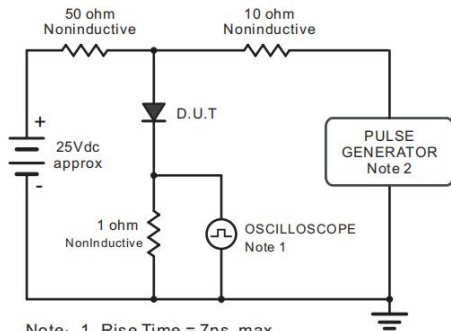 50 ohm
Noninductive
10 ohm
Noninductive
D.U.T
+
25Vdc
approx
-
PULSE
GENERATOR
Note 2
1 ohm
NonInductive
OSCILLOSCOPE
Note 1
Note: 1. Rise Time = 7ns, max.